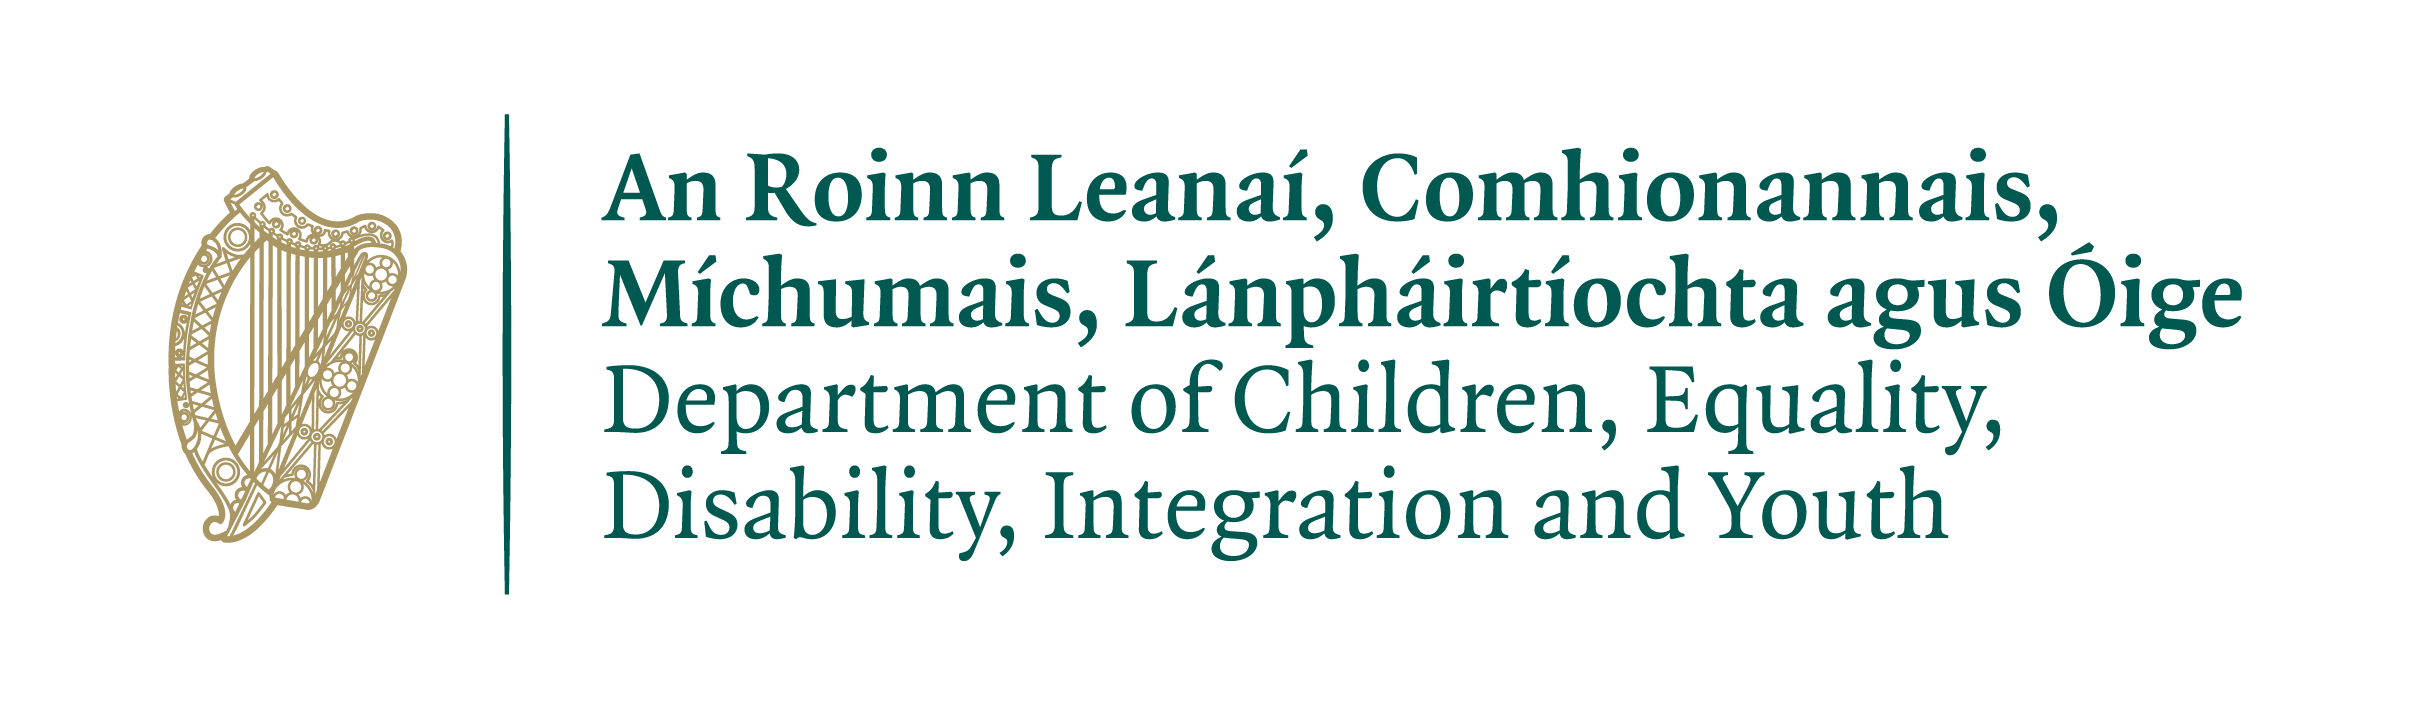 An Roinn Leanaí, Comhionannais,
Míchumais, Lánpháirtíochta agus Óige
Department of Children, Equality,
Disability, Integration and Youth